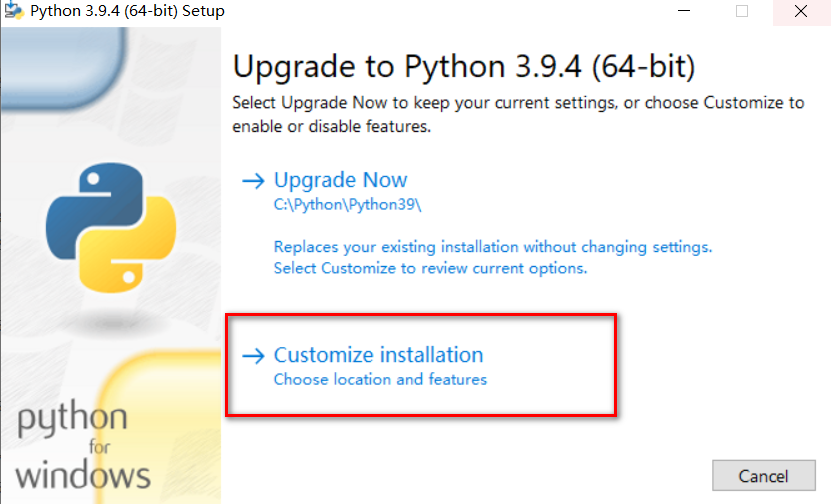 Python 3.9.4 (64-bit) Setup
Upgrade to Python 3.9.4 (64-bit)
Select Upgrade Now to keep your current settings, or choose Customize to
enable or disable features.
Upgrade Now
C:\Python\Python39\
Replaces your existing installation without changing settings.
Select Customize to review current options.
Customize installation
Choose location and features
python
for
windows
Cancel